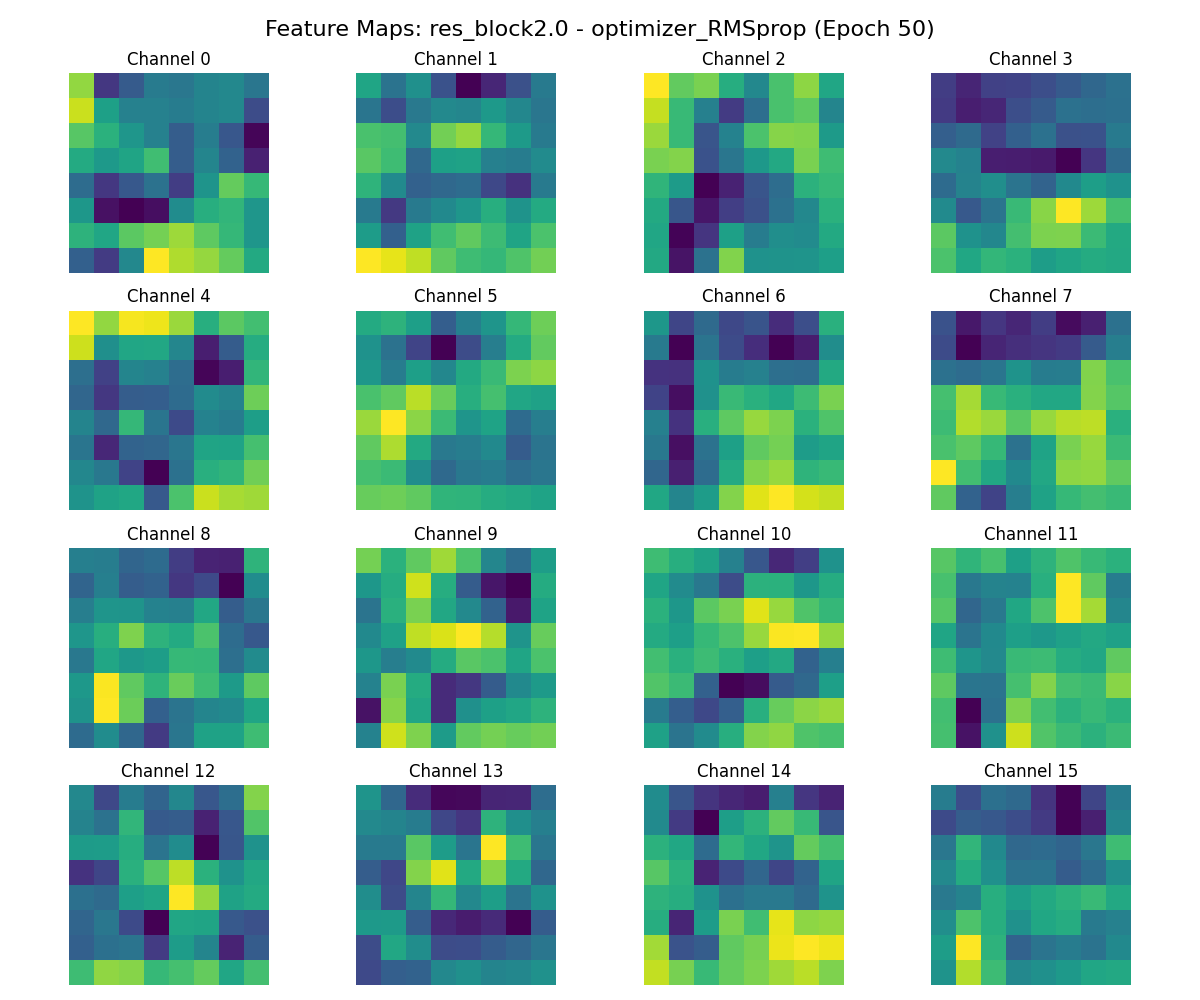 Feature Maps: res_block2.0 - optimizer_RMSprop (Epoch 50)
Channel 0
Channel 1
Channel 2
Channel 3
Channel 4
Channel 5
Channel 6
Channel 7
Channel 8
Channel 9
Channel 10
Channel 11
Channel 12
Channel 13
Channel 14
Channel 15